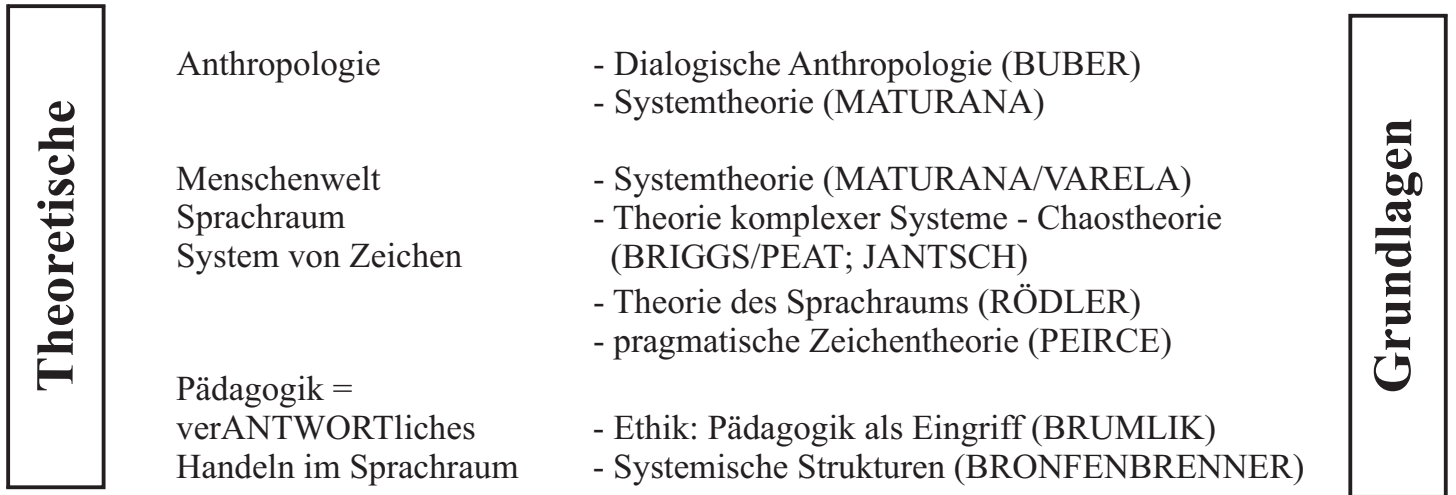 Theoretische
Anthropologie - Dialogische Anthropologie (BUBER)
- Systemtheorie (MATURANA)
Menschenwelt - Systemtheorie (MATURANA/VARELA)
Sprachraum - Theorie komplexer Systeme - Chaostheorie
System von Zeichen (BRIGGS/PEAT; JANTSCH)
- Theorie des Sprachraums (RÖDLER)
- pragmatische Zeichentheorie (PEIRCE)
Pädagogik =
verANTWORTliches - Ethik: Pädagogik als Eingriff (BRUMLIK)
Handeln im Sprachraum - Systemische Strukturen (BRONFENBRENNER)
Grundlagen